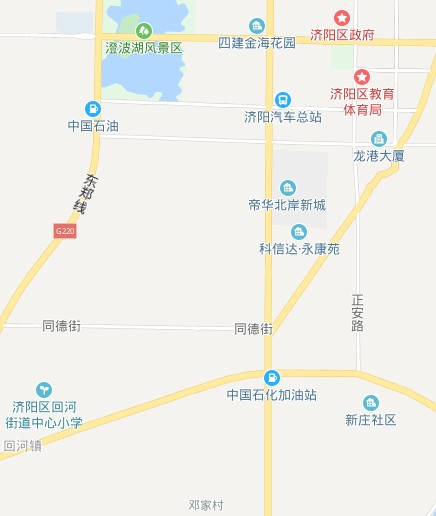 济阳区政府
四建金海花园
澄波湖风景区
济阳区教育
体育局
济阳汽车总站
中国石油
龙港大厦
东郑线
帝华北岸新城
G220
科信达·永康苑
正安路
同德街
同德街
中国石化加油站
济阳区回河
街道中心小学
新庄社区
回河镇
邓家村